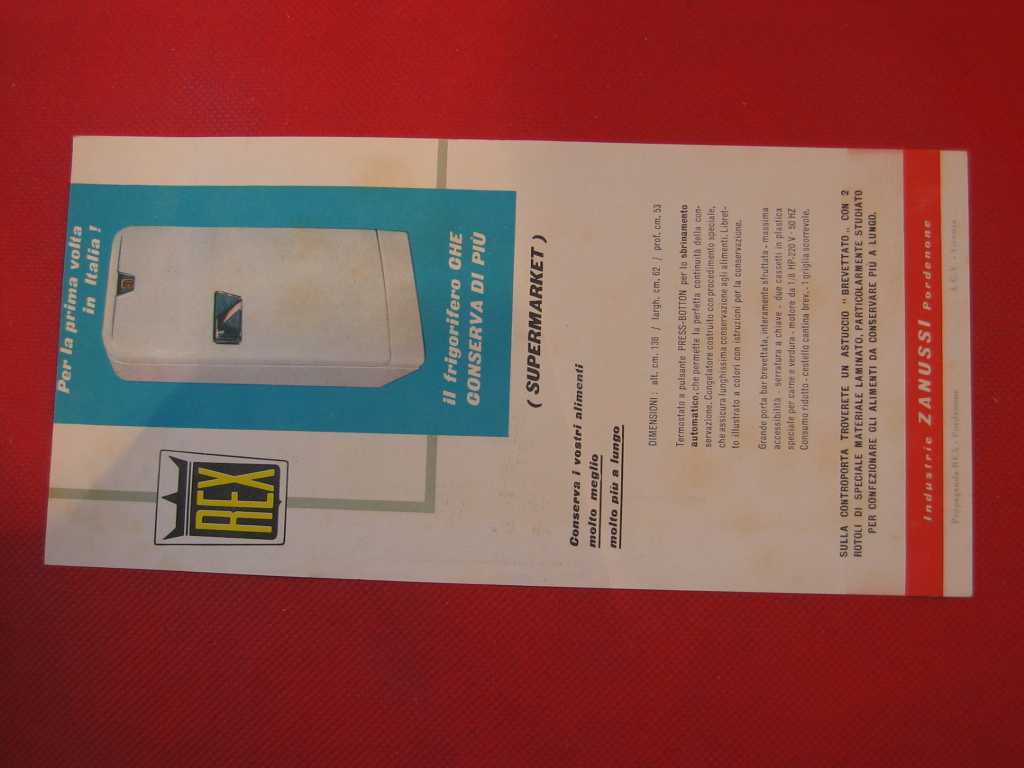 Per la prima volta
in Italia !
REX
il frigorifero CHE
CONSERVA DI PIÙ
( SUPERMARKET )
Conserva i vostri alimenti
molto meglio
molto più a lungo
DIMENSIONI : alt. cm. 138 / largh. cm. 62 / prof. cm. 53
Termostato a pulsante PRESS-BOTTON per lo sbrinamento
automatico, che permette la perfetta continuità della con-
servazione. Congelatore costruito con procedimento speciale,
che assicura lunghissima conservazione agli alimenti. Libret-
to illustrato a colori con istruzioni per la conservazione.
Grande porta bar brevettata, interamente sfruttata - massima
accessibilità - serratura a chiave - due cassetti in plastica
speciale per carne e verdura - motore da 1/8 HP-220 V - 50 HZ
Consumo ridotto - cestello cantina brev. - 1 griglia scorrevole.
SULLA CONTROPORTA TROVERETE UN ASTUCCIO " BREVETTATO „ CON 2
ROTOLI DI SPECIALE MATERIALE LAMINATO, PARTICOLARMENTE STUDIATO
PER CONFEZIONARE GLI ALIMENTI DA CONSERVARE PIÙ A LUNGO.
Industrie ZANUSSI Pordenone
Propaganda REX - Pordenone